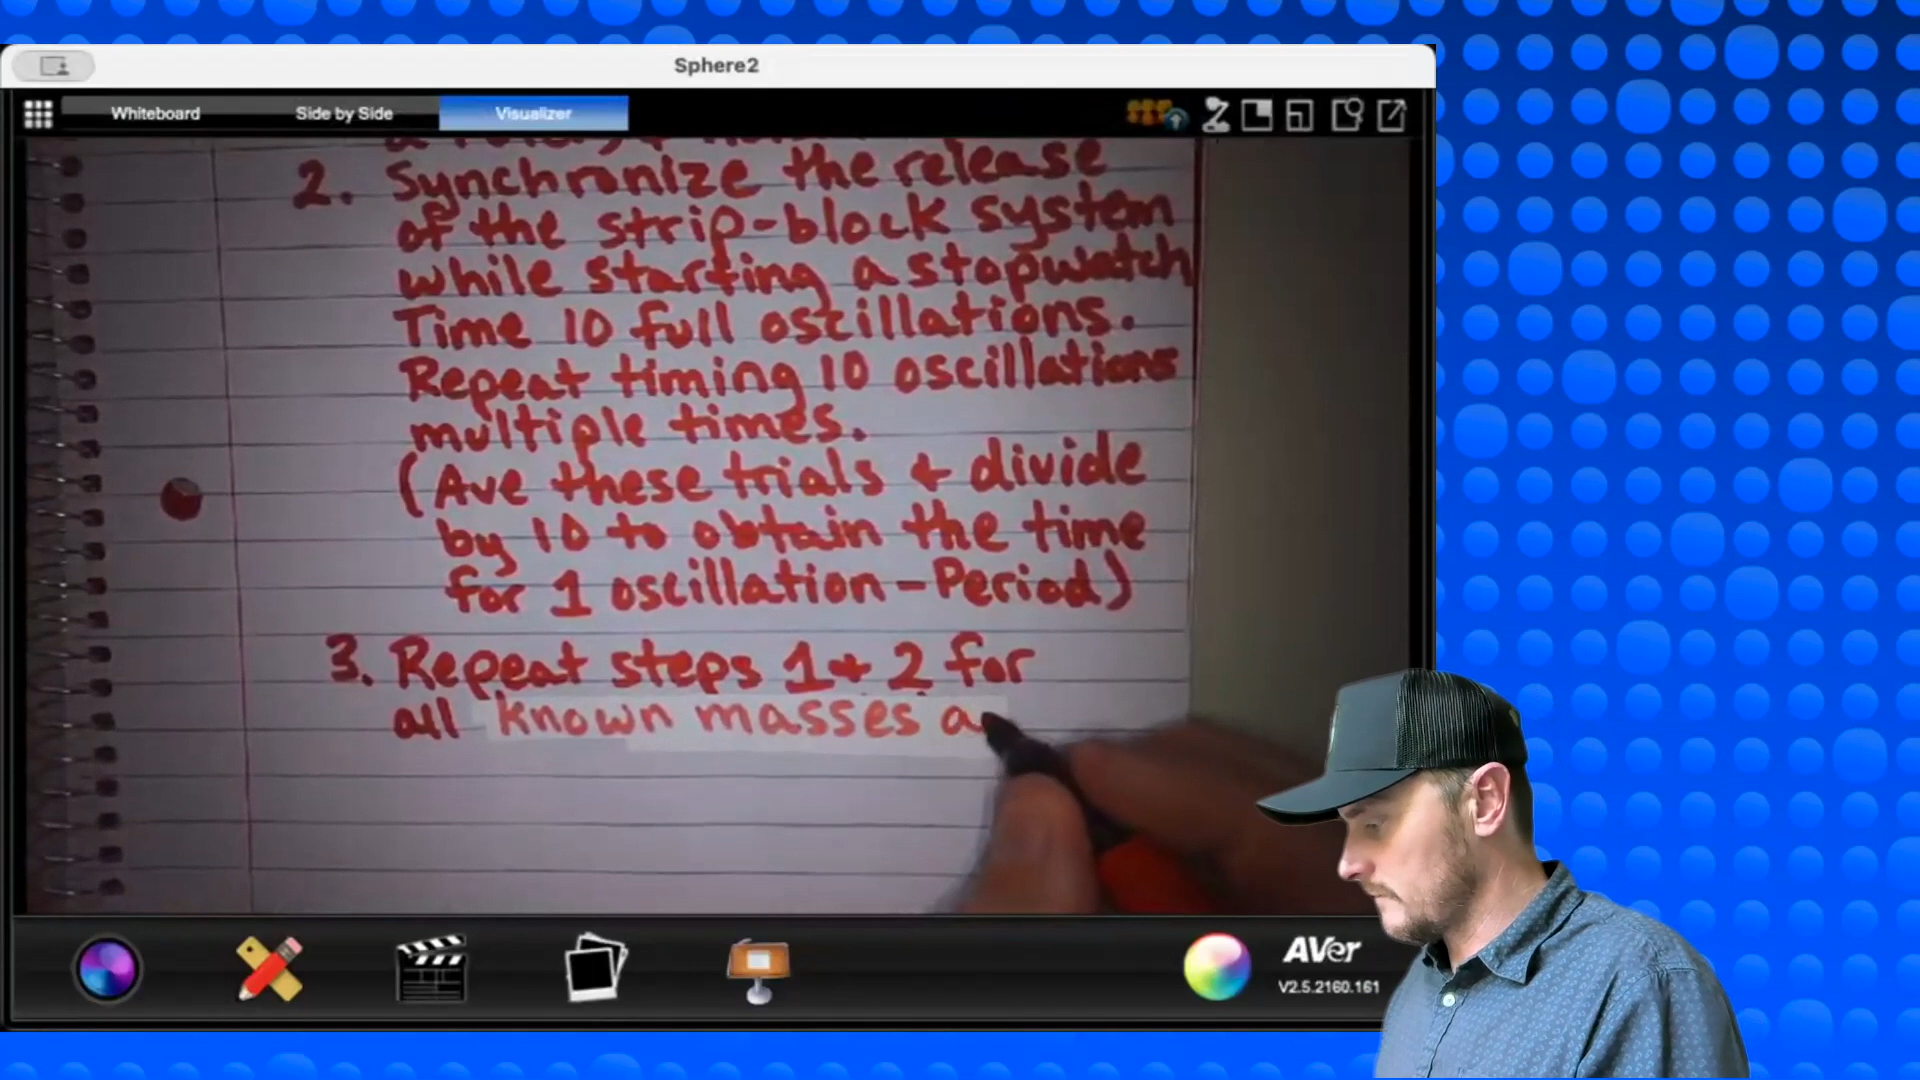 Sphere2
Whiteboard Side by Side Visualizer
2. Synchronize the release
of the strip-block system
while starting a stopwatch
Time 10 full oscillations.
Repeat timing 10 oscillations
multiple times.
(Ave these trials & divide
by 10 to obtain the time
for 1 oscillation - Period)
3. Repeat steps 1 & 2 for
all known masses a
AVer
V2.5.2160.161